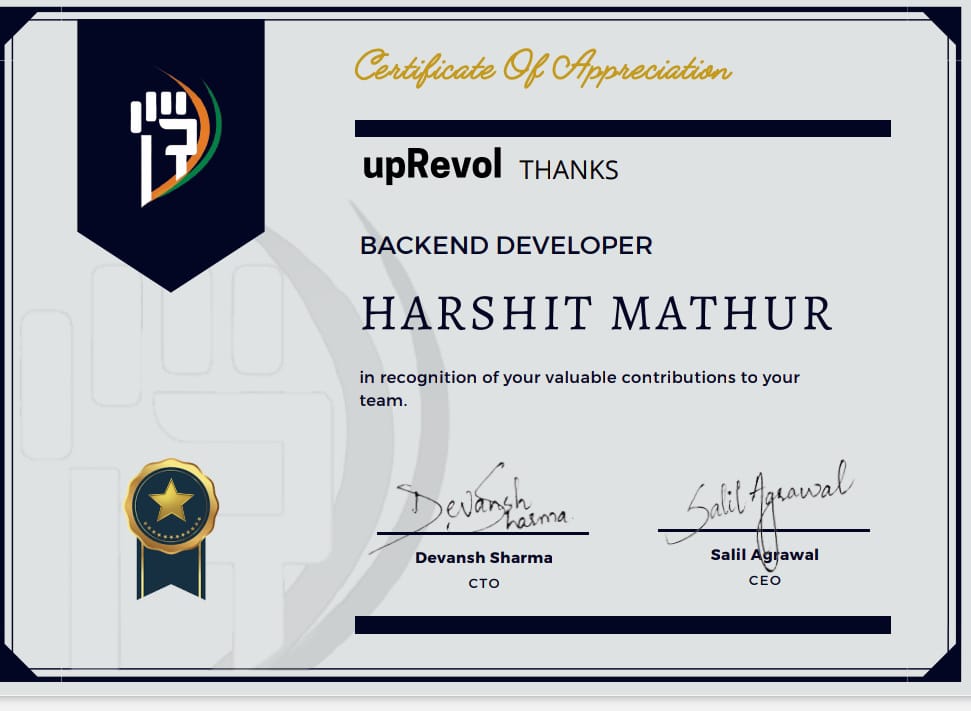 Certificate Of Appreciation
upRevol THANKS
BACKEND DEVELOPER
HARSHIT MATHUR
in recognition of your valuable contributions to your
team.
Devansh Sharma
Salil Agrawal
Devansh Sharma
Salil Agrawal
CTO
CEO